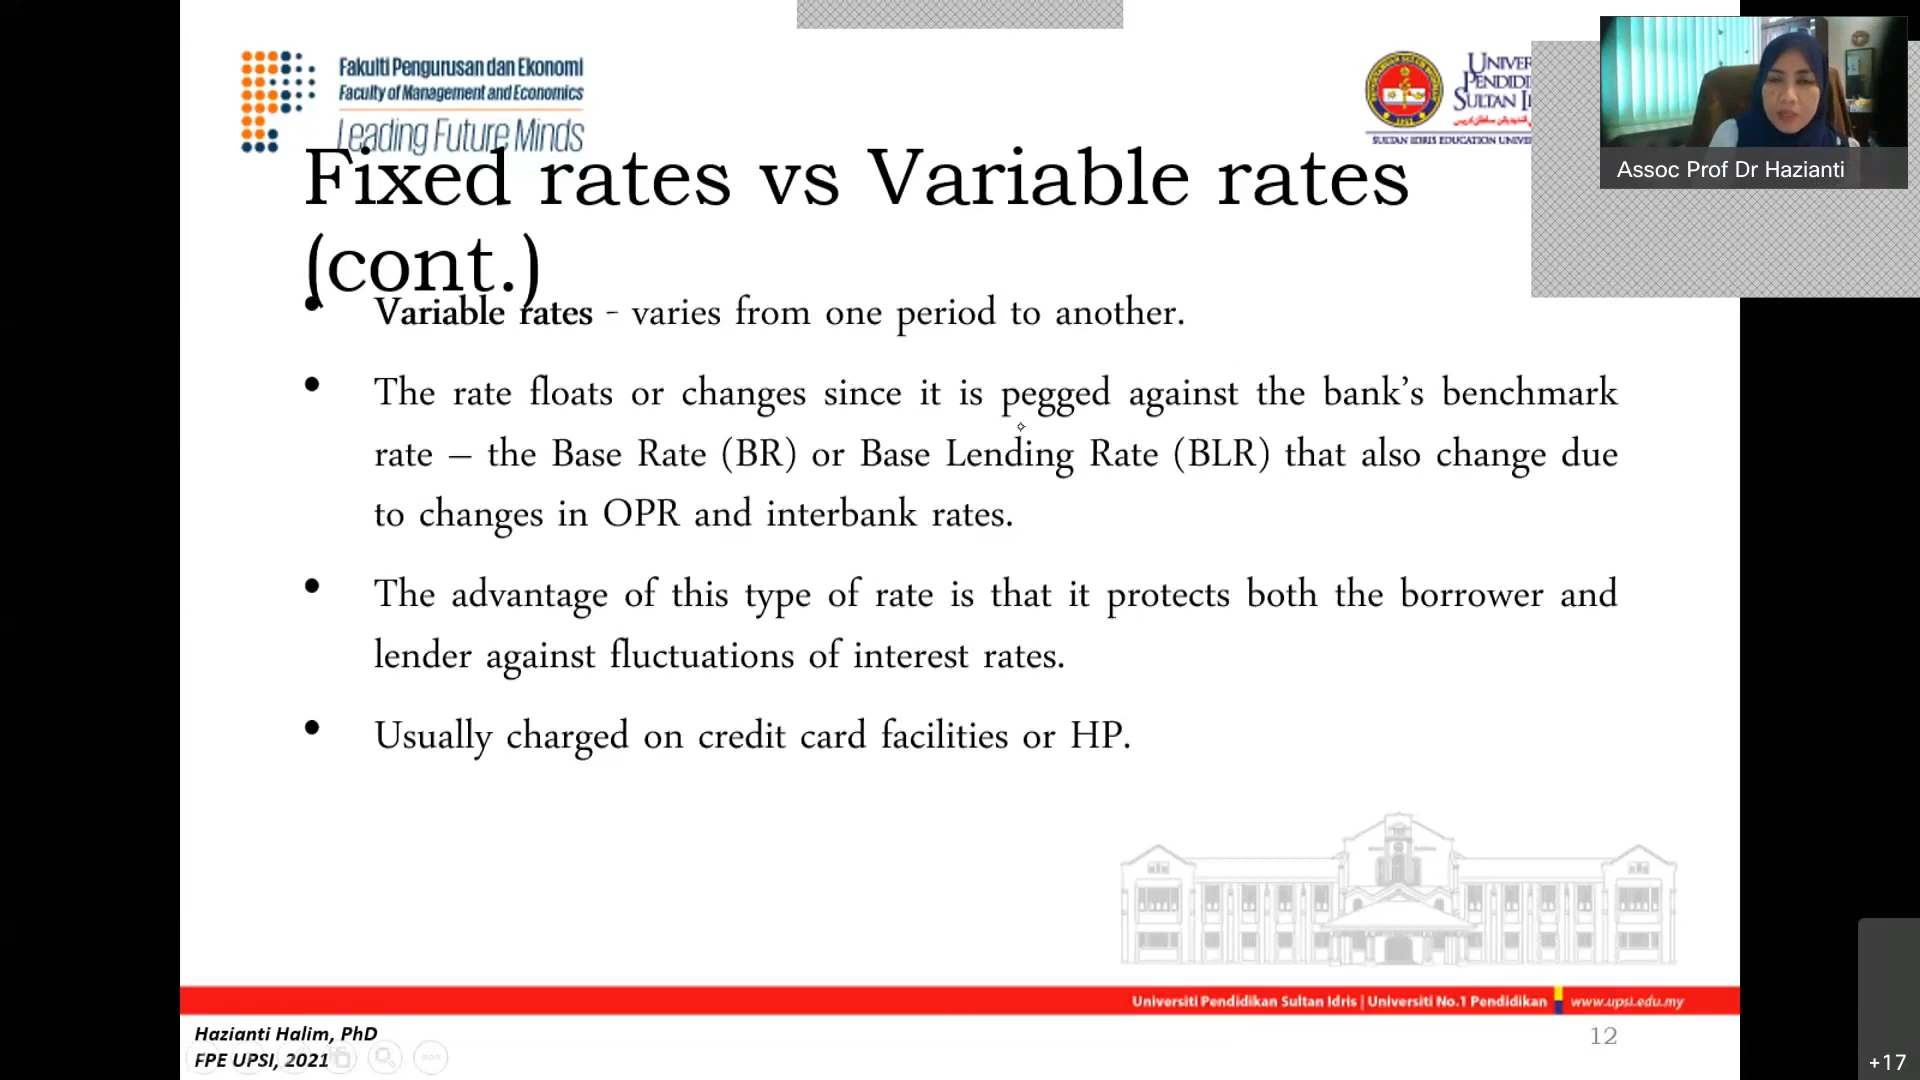 Fakulti Pengurusan dan Ekonomi
Faculty of Management and Economics
Leading Future Minds
SULTAN IDRIS EDUCATION
Assoc Prof Dr Hazianti
Fixed rates vs Variable rates
(cont.)
• Variable rates - varies from one period to another.
• The rate floats or changes since it is pegged against the bank’s benchmark
rate – the Base Rate (BR) or Base Lending Rate (BLR) that also change due
to changes in OPR and interbank rates.
• The advantage of this type of rate is that it protects both the borrower and
lender against fluctuations of interest rates.
• Usually charged on credit card facilities or HP.
Universiti Pendidikan Sultan Idris | Universiti No.1 Pendidikan www.upsi.edu.my
Hazianti Halim, PhD
FPE UPSI, 2021
12
+17